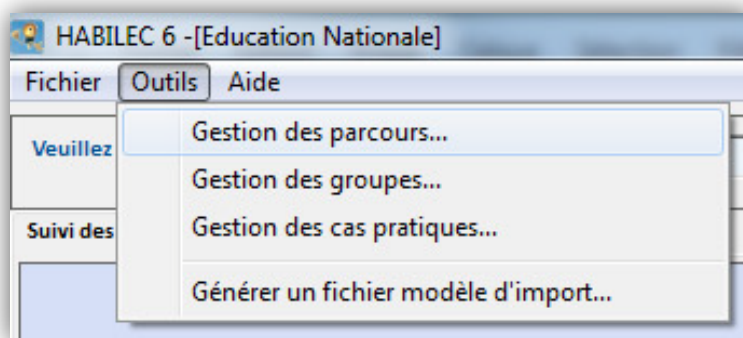 HABILEC 6 -[Education Nationale]
Fichier Outils Aide
Veuillez
Gestion des parcours...
Gestion des groupes...
Suivi des
Gestion des cas pratiques...
Générer un fichier modèle d'import...